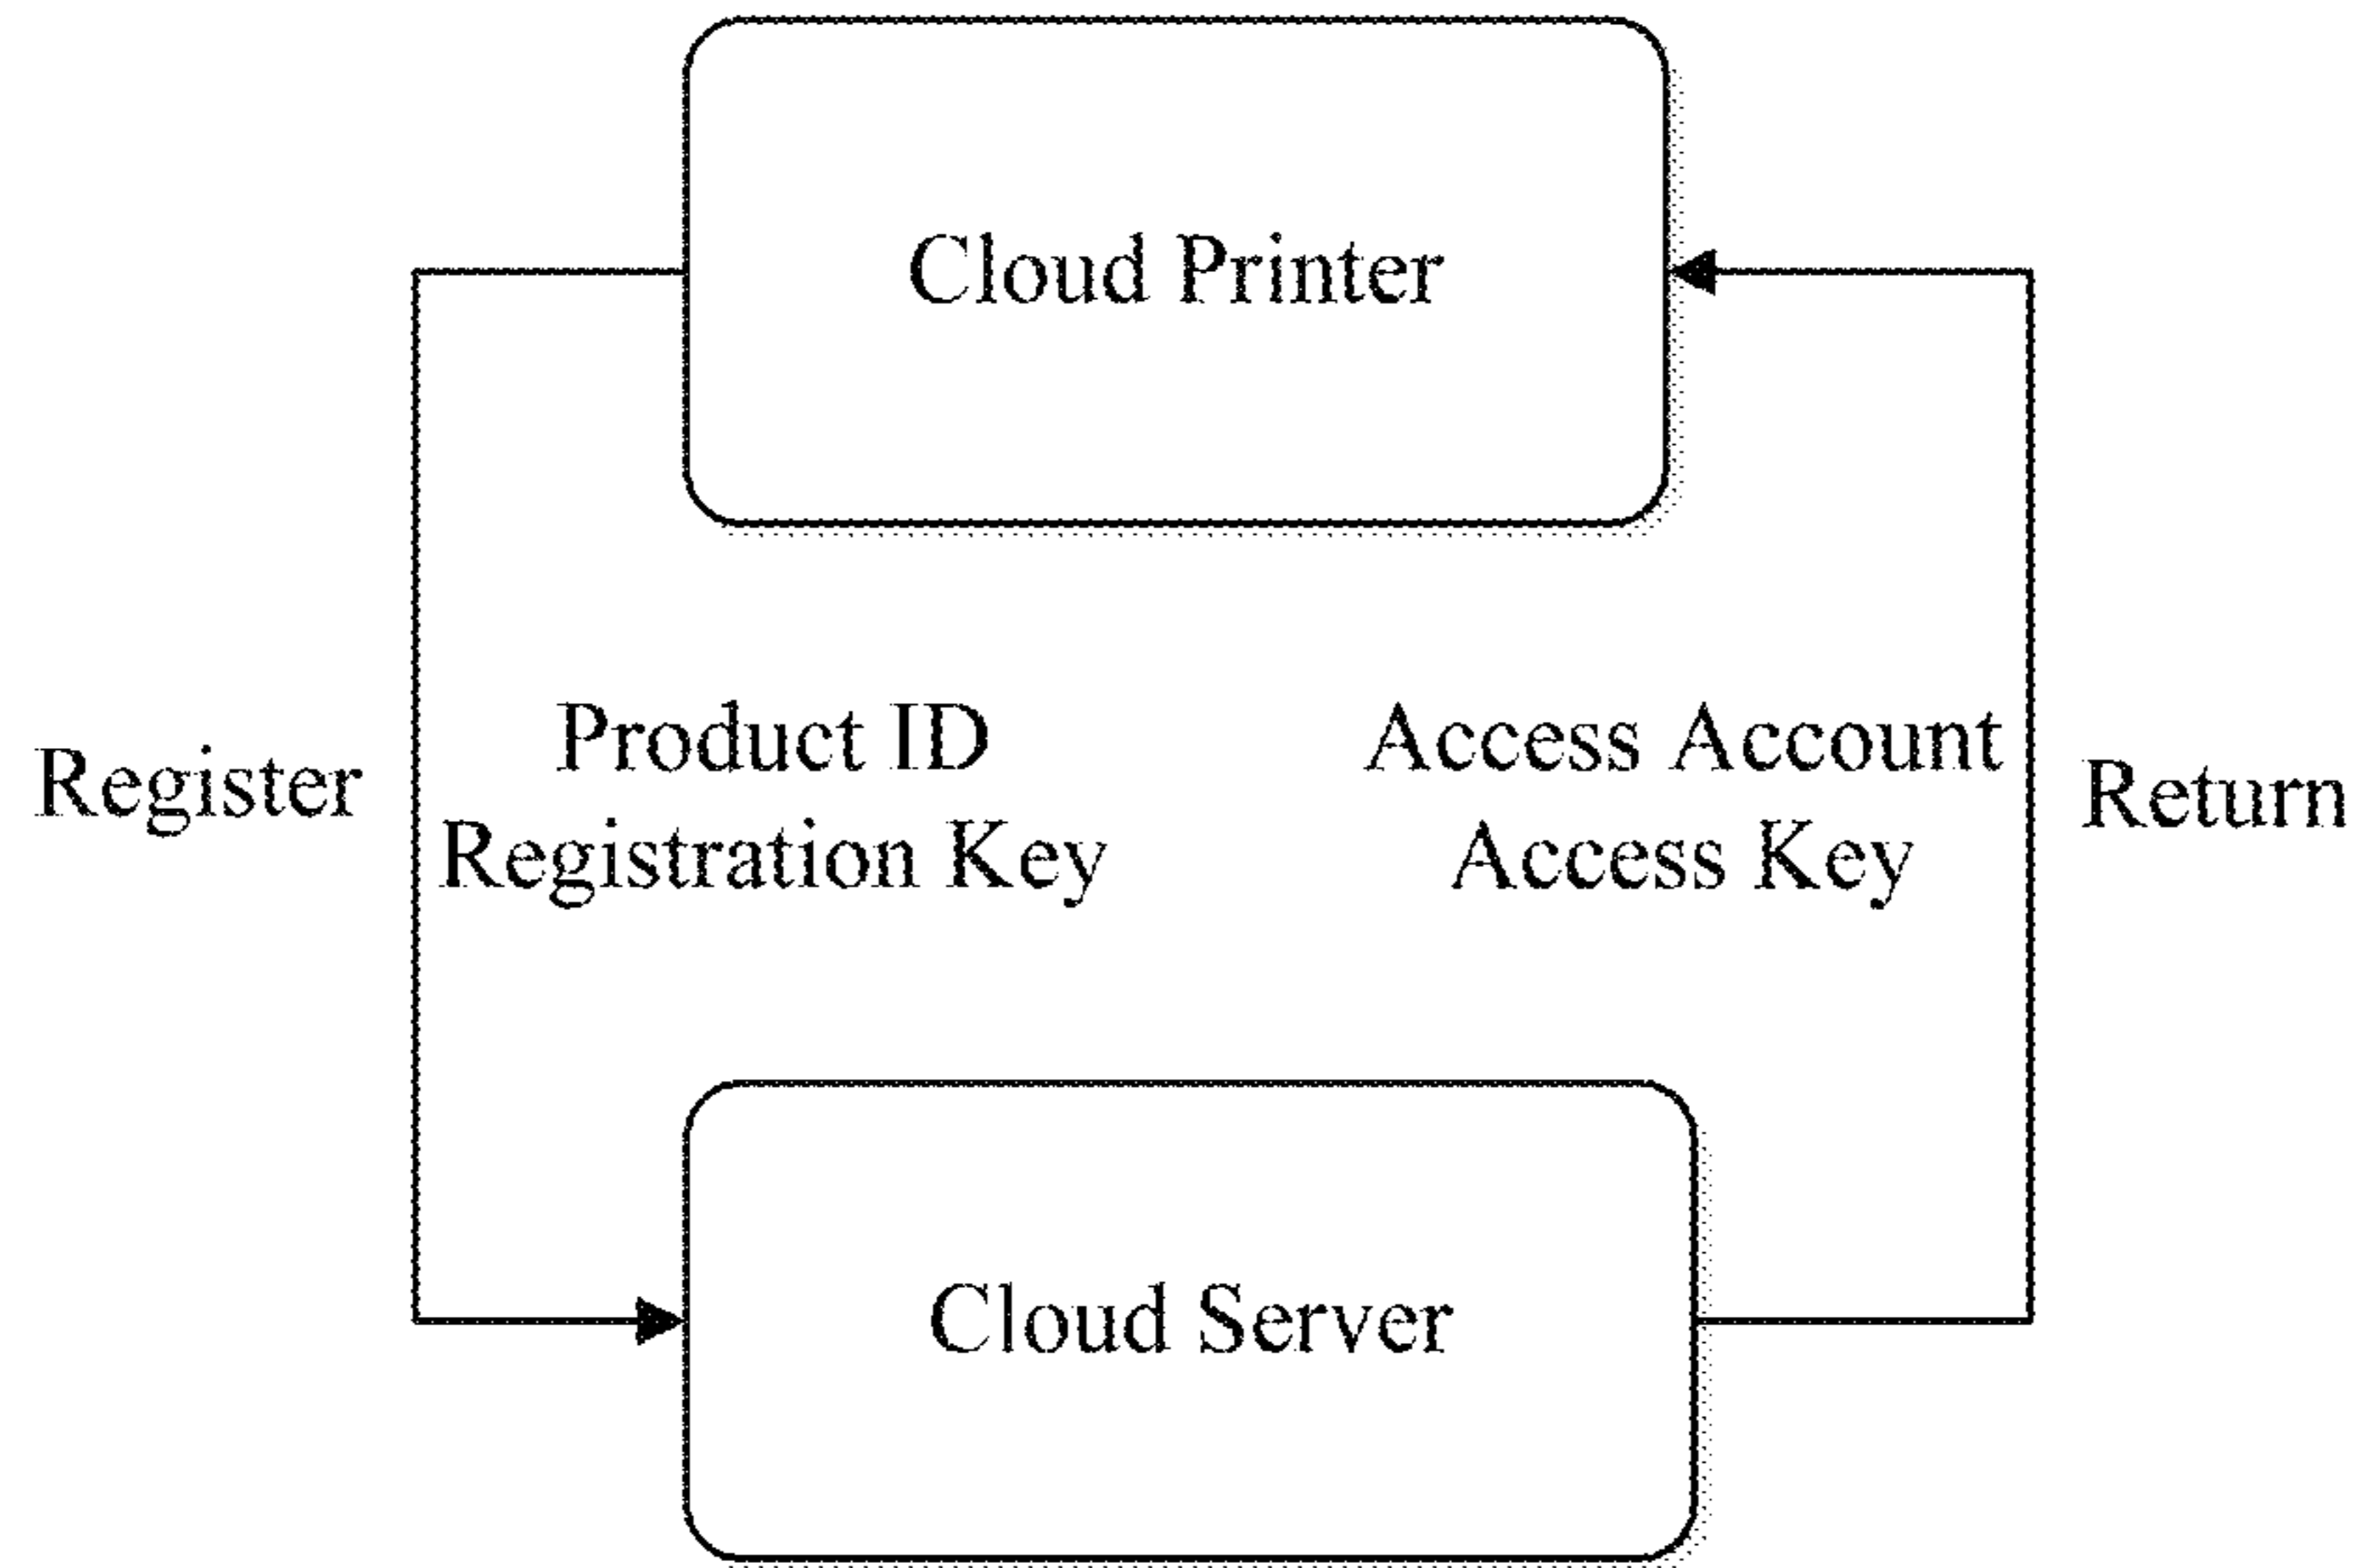 Cloud Printer
Register
Product ID
Registration Key
Access Account
Access Key
Return
Cloud Server